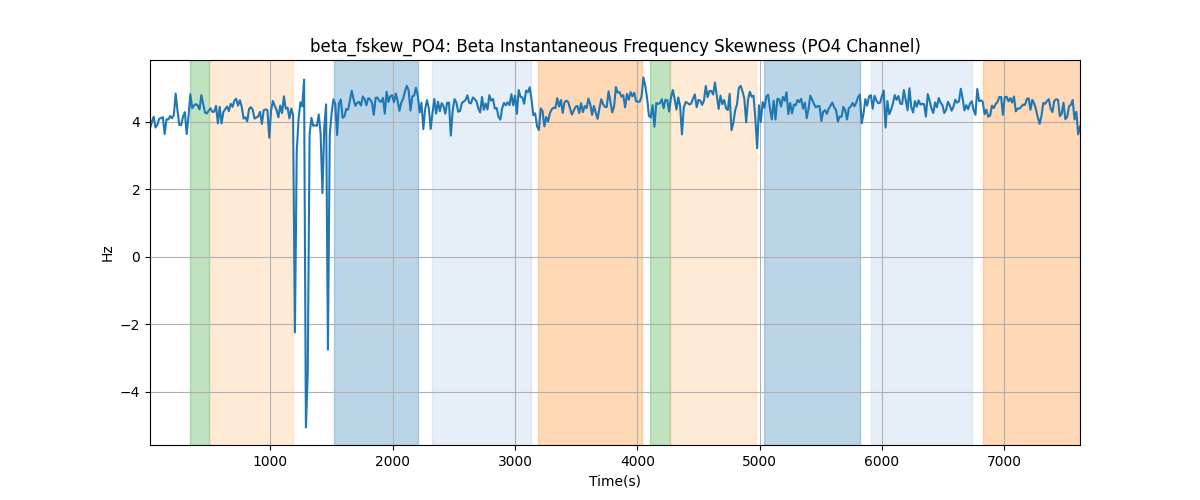 beta_fskew_PO4: Beta Instantaneous Frequency Skewness (PO4 Channel)
Hz
4
2
0
−2
−4
1000 2000 3000 4000 5000 6000 7000
Time(s)